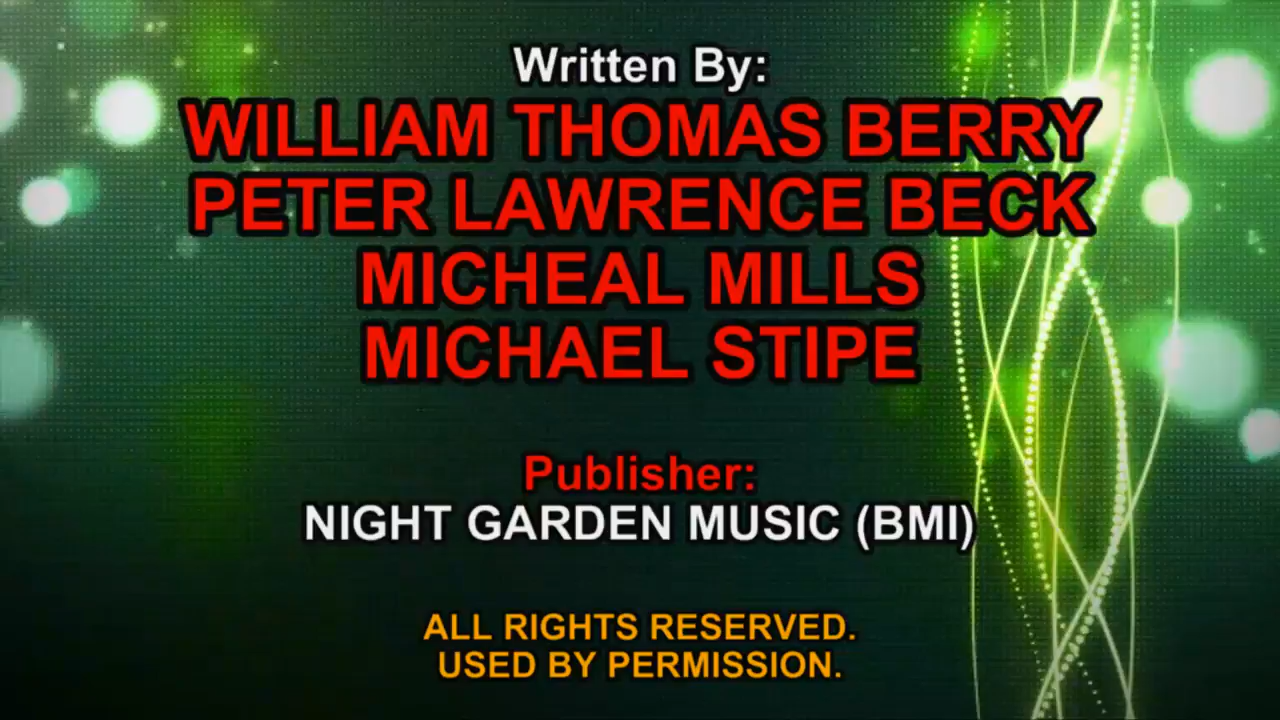 Written By:
WILLIAM THOMAS BERRY
PETER LAWRENCE BECK
MICHEAL MILLS
MICHAEL STIPE
Publisher:
NIGHT GARDEN MUSIC (BMI)
ALL RIGHTS RESERVED.
USED BY PERMISSION.